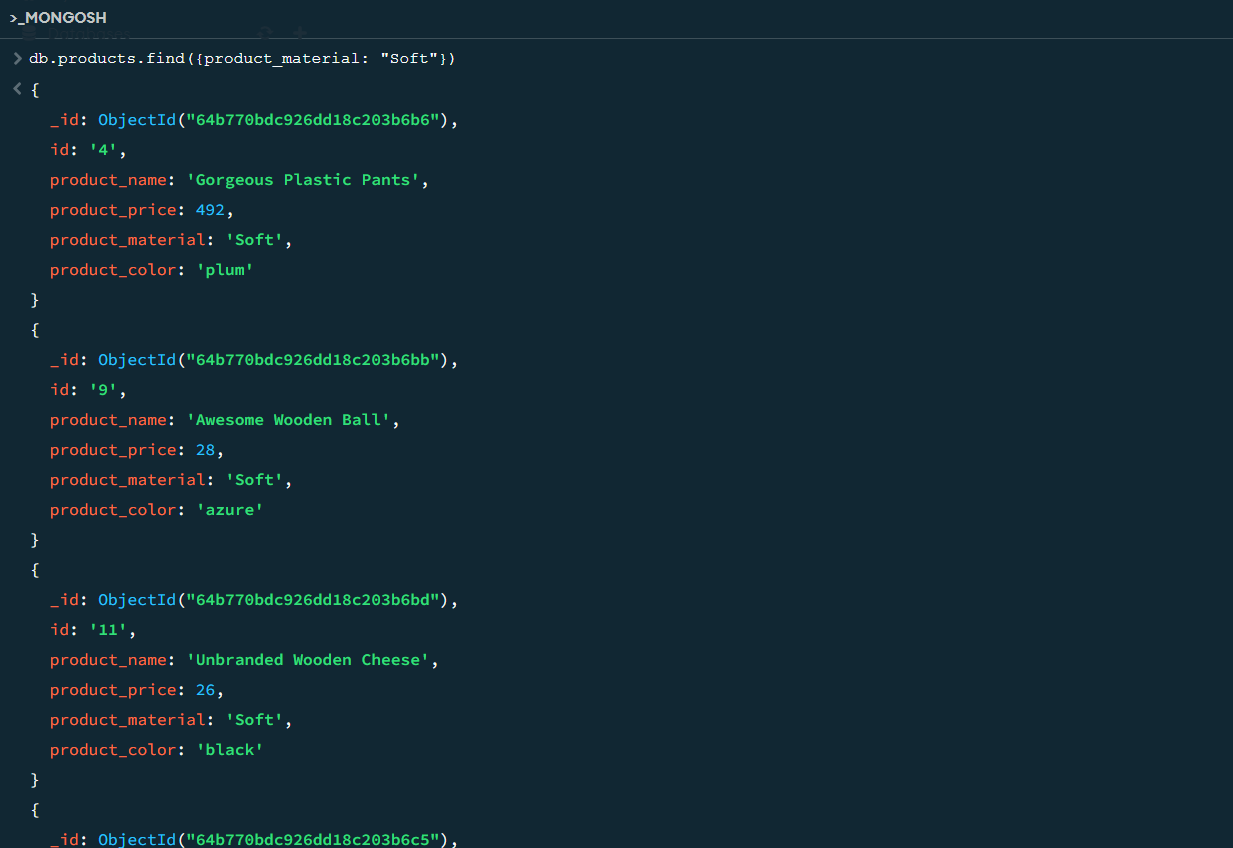 >_MONGOSH
> db.products.find({product_material: "Soft"})
< {
_id: ObjectId("64b770bdc926dd18c203b6b6"),
id: '4',
product_name: 'Gorgeous Plastic Pants',
product_price: 492,
product_material: 'Soft',
product_color: 'plum'
}
{
_id: ObjectId("64b770bdc926dd18c203b6bb"),
id: '9',
product_name: 'Awesome Wooden Ball',
product_price: 28,
product_material: 'Soft',
product_color: 'azure'
}
{
_id: ObjectId("64b770bdc926dd18c203b6bd"),
id: '11',
product_name: 'Unbranded Wooden Cheese',
product_price: 26,
product_material: 'Soft',
product_color: 'black'
}
{
_id: ObjectId("64b770bdc926dd18c203b6c5"),